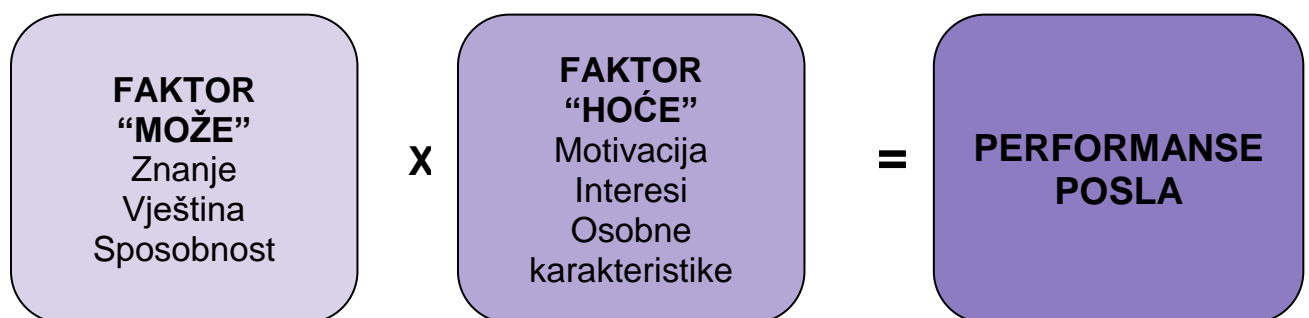 FAKTOR
“MOŽE”
Znanje
Vještina
Sposobnost
X
FAKTOR
“HOĆE”
Motivacija
Interesi
Osobne
karakteristike
=
PERFORMANSE
POSLA